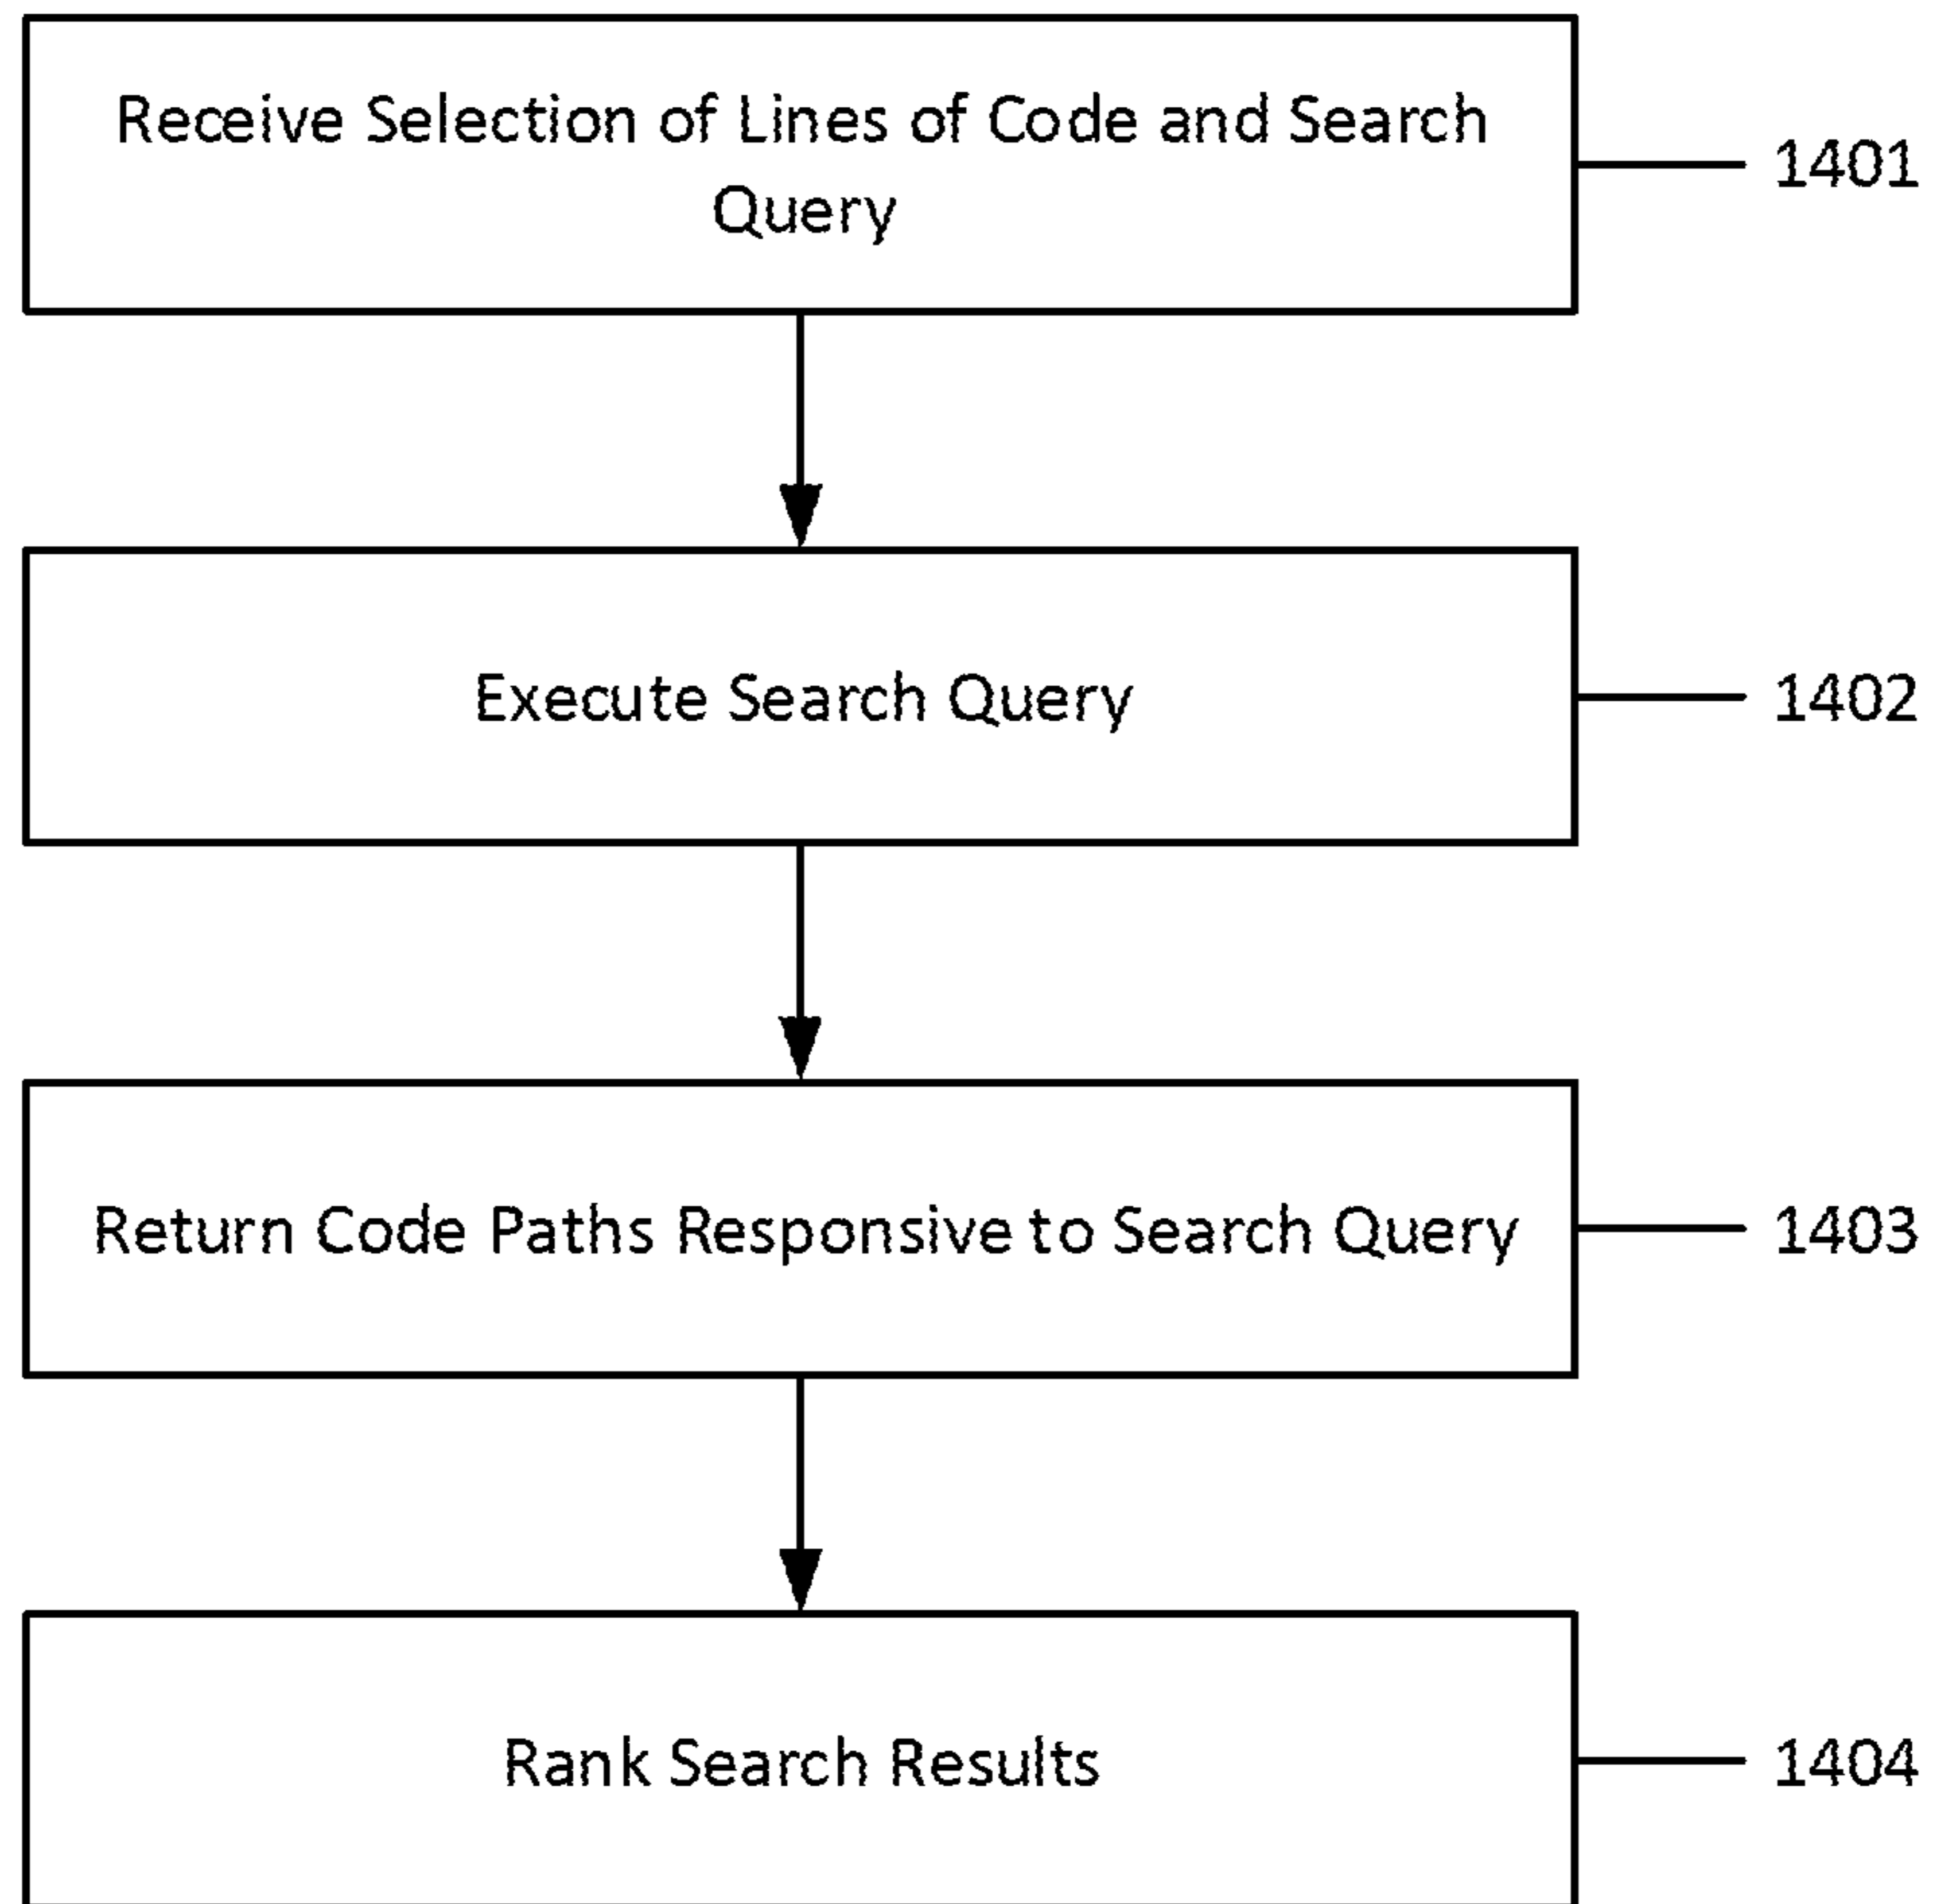 Receive Selection of Lines of Code and Search
Query
1401
Execute Search Query
1402
Return Code Paths Responsive to Search Query
1403
Rank Search Results
1404